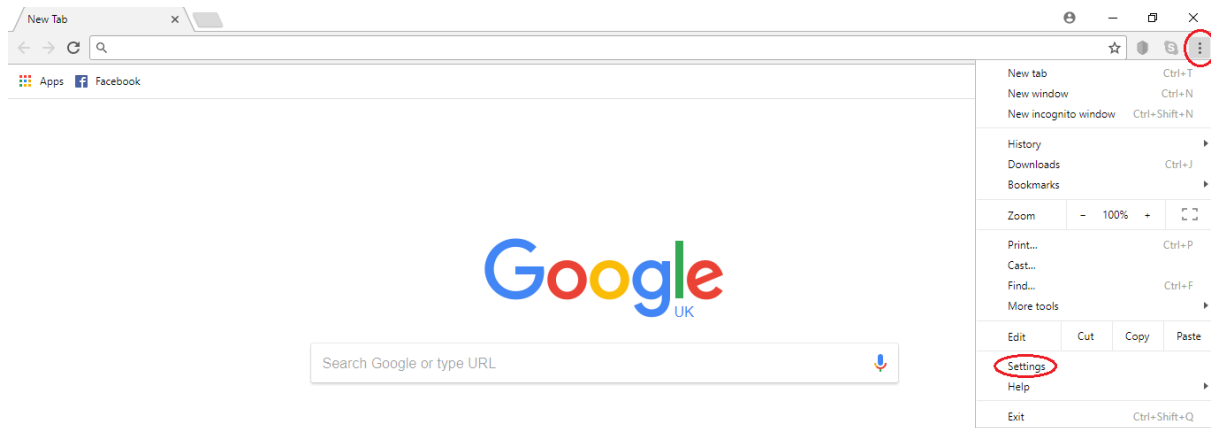 New Tab
Apps Facebook
New tab Ctrl+T
New window Ctrl+N
New incognito window Ctrl+Shift+N
History
Downloads Ctrl+J
Bookmarks
Zoom - 100% +
Print... Ctrl+P
Cast...
Find... Ctrl+F
More tools
Edit Cut Copy Paste
Settings
Help
Exit Ctrl+Shift+Q
Google
UK
Search Google or type URL